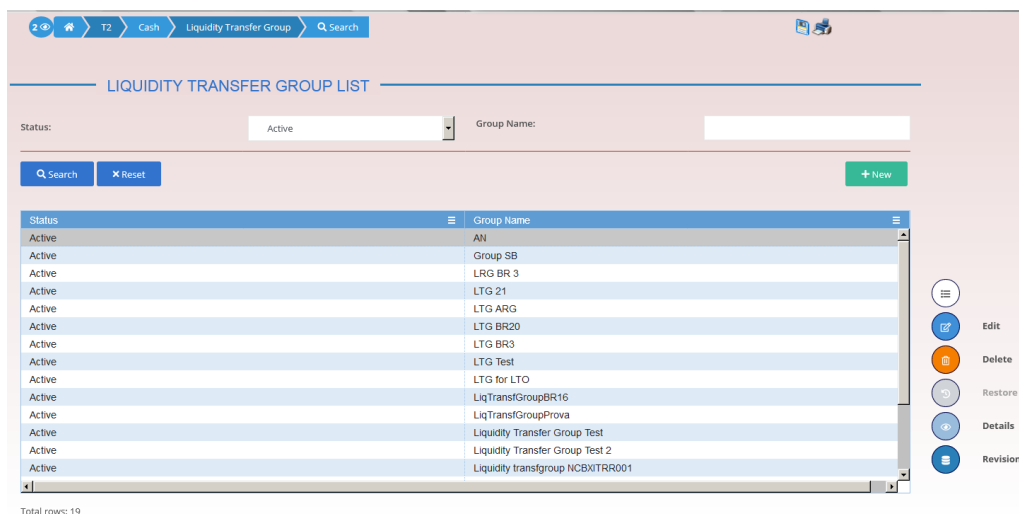 2 T2 Cash Liquidity Transfer Group Search
LIQUIDITY TRANSFER GROUP LIST
Status: Active Group Name:
Search Reset New
Status Group Name
Active AN
Active Group SB
Active LRG BR 3
Active LTG 21
Active LTG ARG
Active LTG BR20
Active LTG BR3
Active LTG Test
Active LTG for LTO
Active LiqTransfGroupBR16
Active LiqTransfGroupProva
Active Liquidity Transfer Group Test
Active Liquidity Transfer Group Test 2
Active Liquidity transfgroup NCBXITRR001
Edit
Delete
Restore
Details
Revision
Total rows: 19